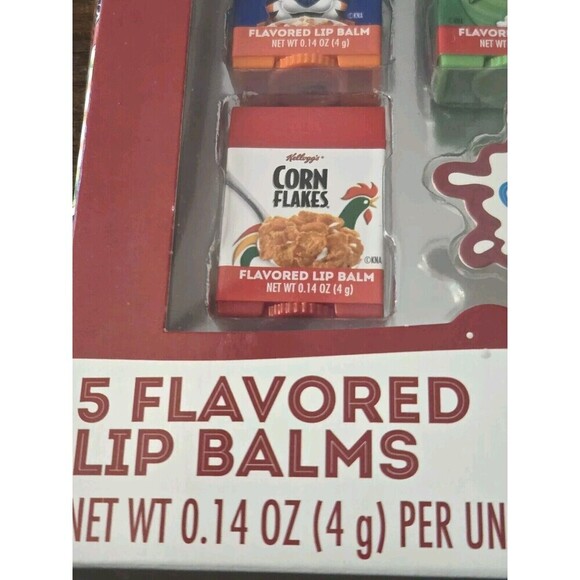 ©KNA
FLAVORED LIP BALM
NET WT 0.14 OZ (4 g)
Kellogg's
CORN
FLAKES
©KNA
FLAVORED LIP BALM
NET WT 0.14 OZ (4 g)
5 FLAVORED
LIP BALMS
NET WT 0.14 OZ (4 g) PER UN